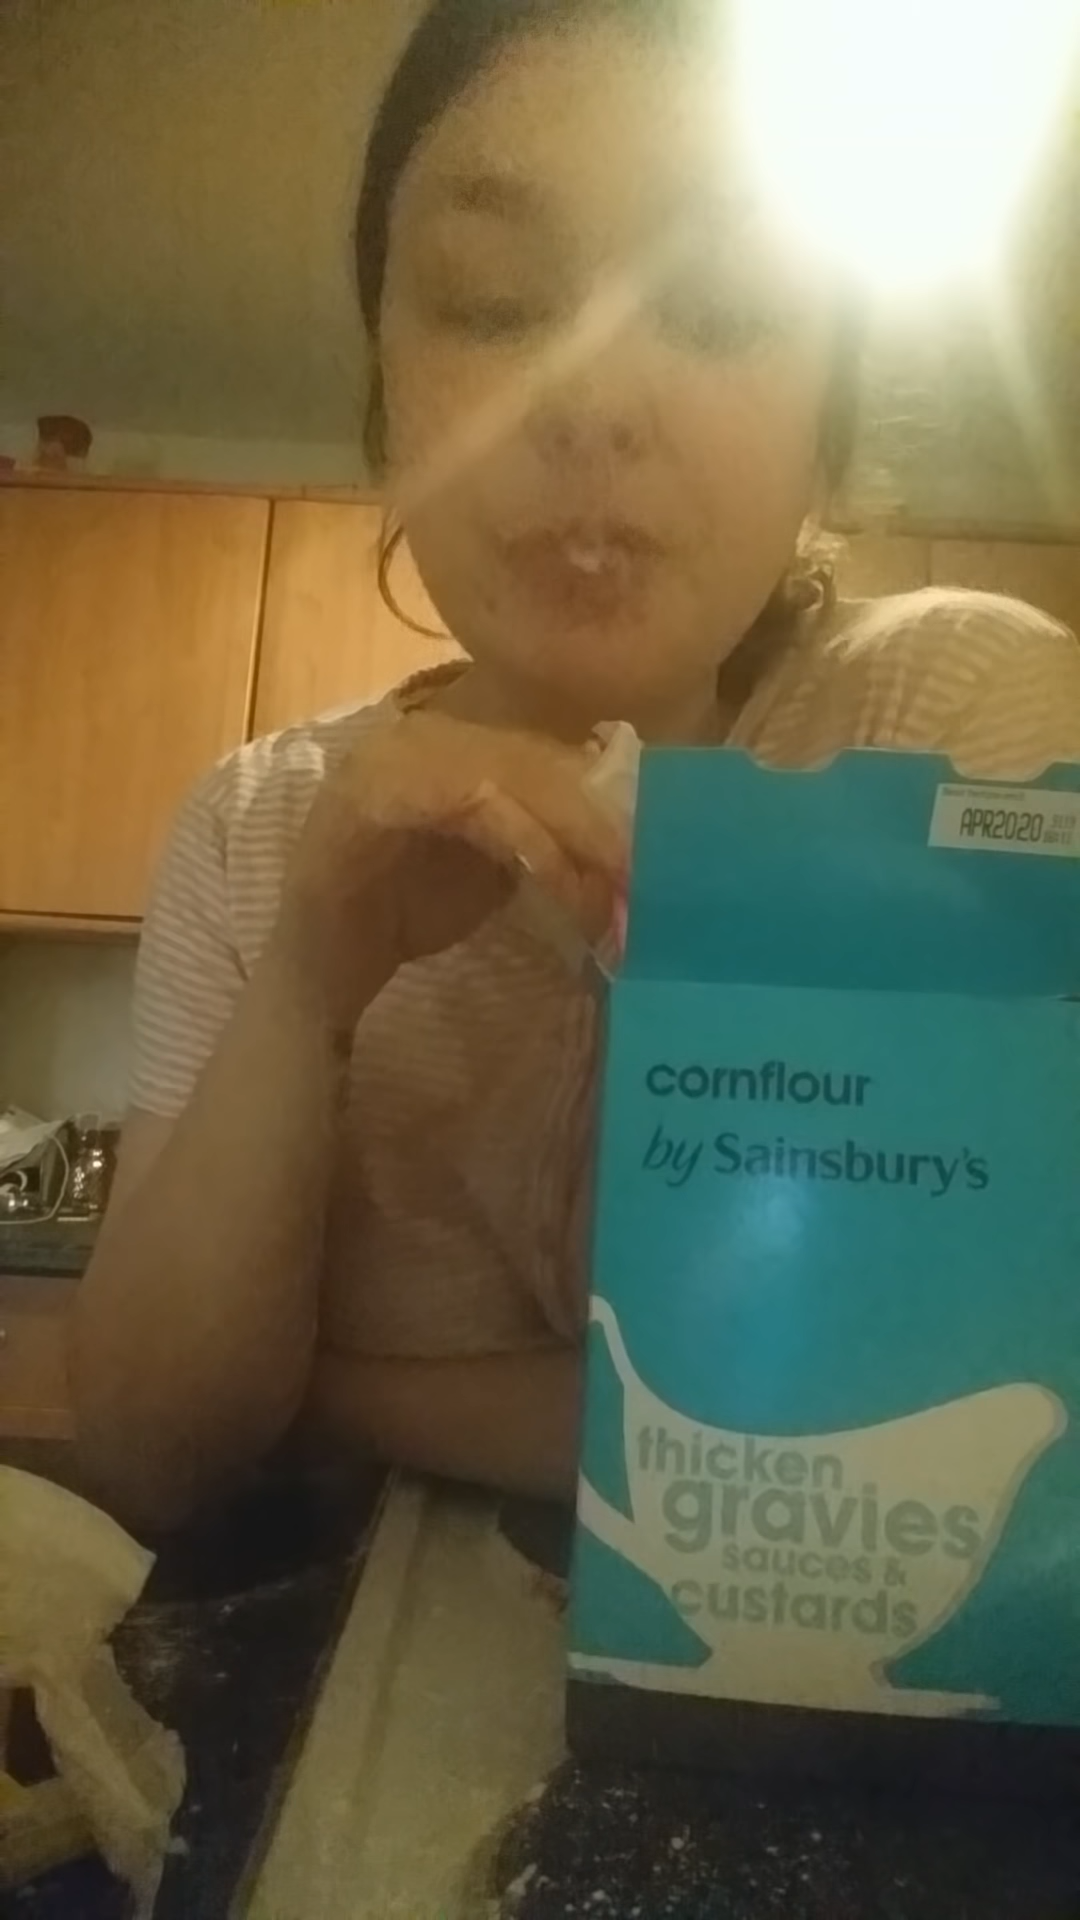 APR2020
cornflour
by Sainsbury's
thicken
gravies
sauces &
custards